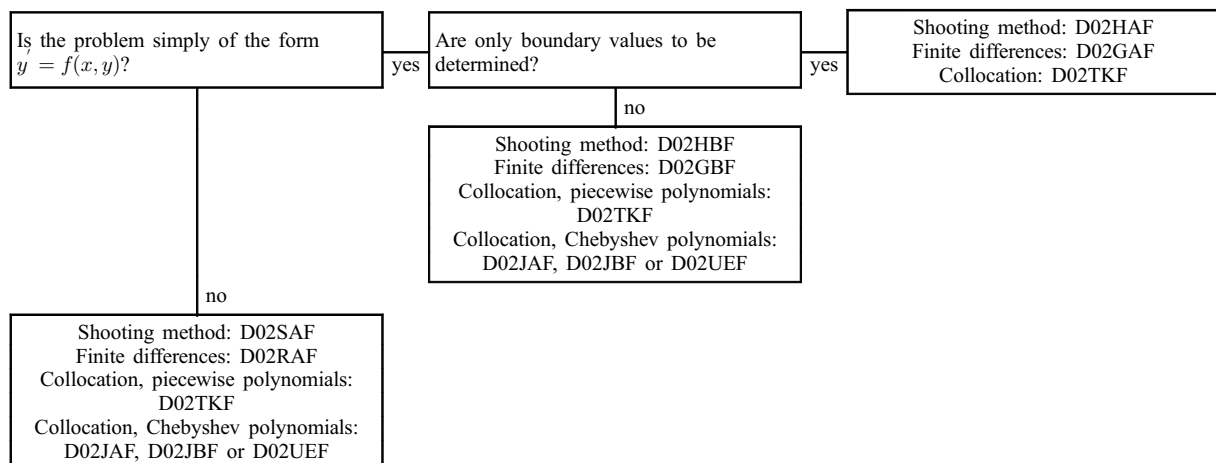 Is the problem simply of the form
y′ = f(x, y)?
yes
Are only boundary values to be
determined?
yes
Shooting method: D02HAF
Finite differences: D02GAF
Collocation: D02TKF
no
Shooting method: D02HBF
Finite differences: D02GBF
Collocation, piecewise polynomials:
D02TKF
Collocation, Chebyshev polynomials:
D02JAF, D02JBF or D02UEF
no
Shooting method: D02SAF
Finite differences: D02RAF
Collocation, piecewise polynomials:
D02TKF
Collocation, Chebyshev polynomials:
D02JAF, D02JBF or D02UEF